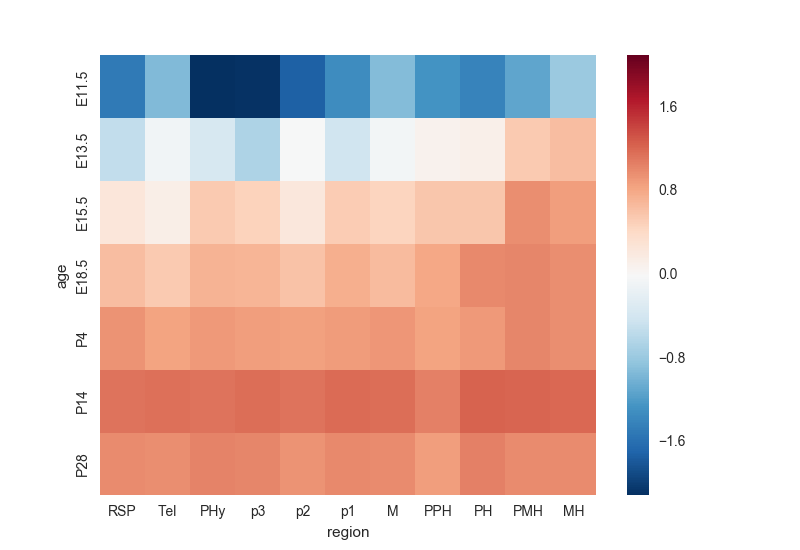 E11.5
E13.5
E15.5
E18.5
P4
P14
P28
age
RSP Tel PHy p3 p2 p1 M PPH PH PMH MH
region
1.6
0.8
0.0
−0.8
−1.6